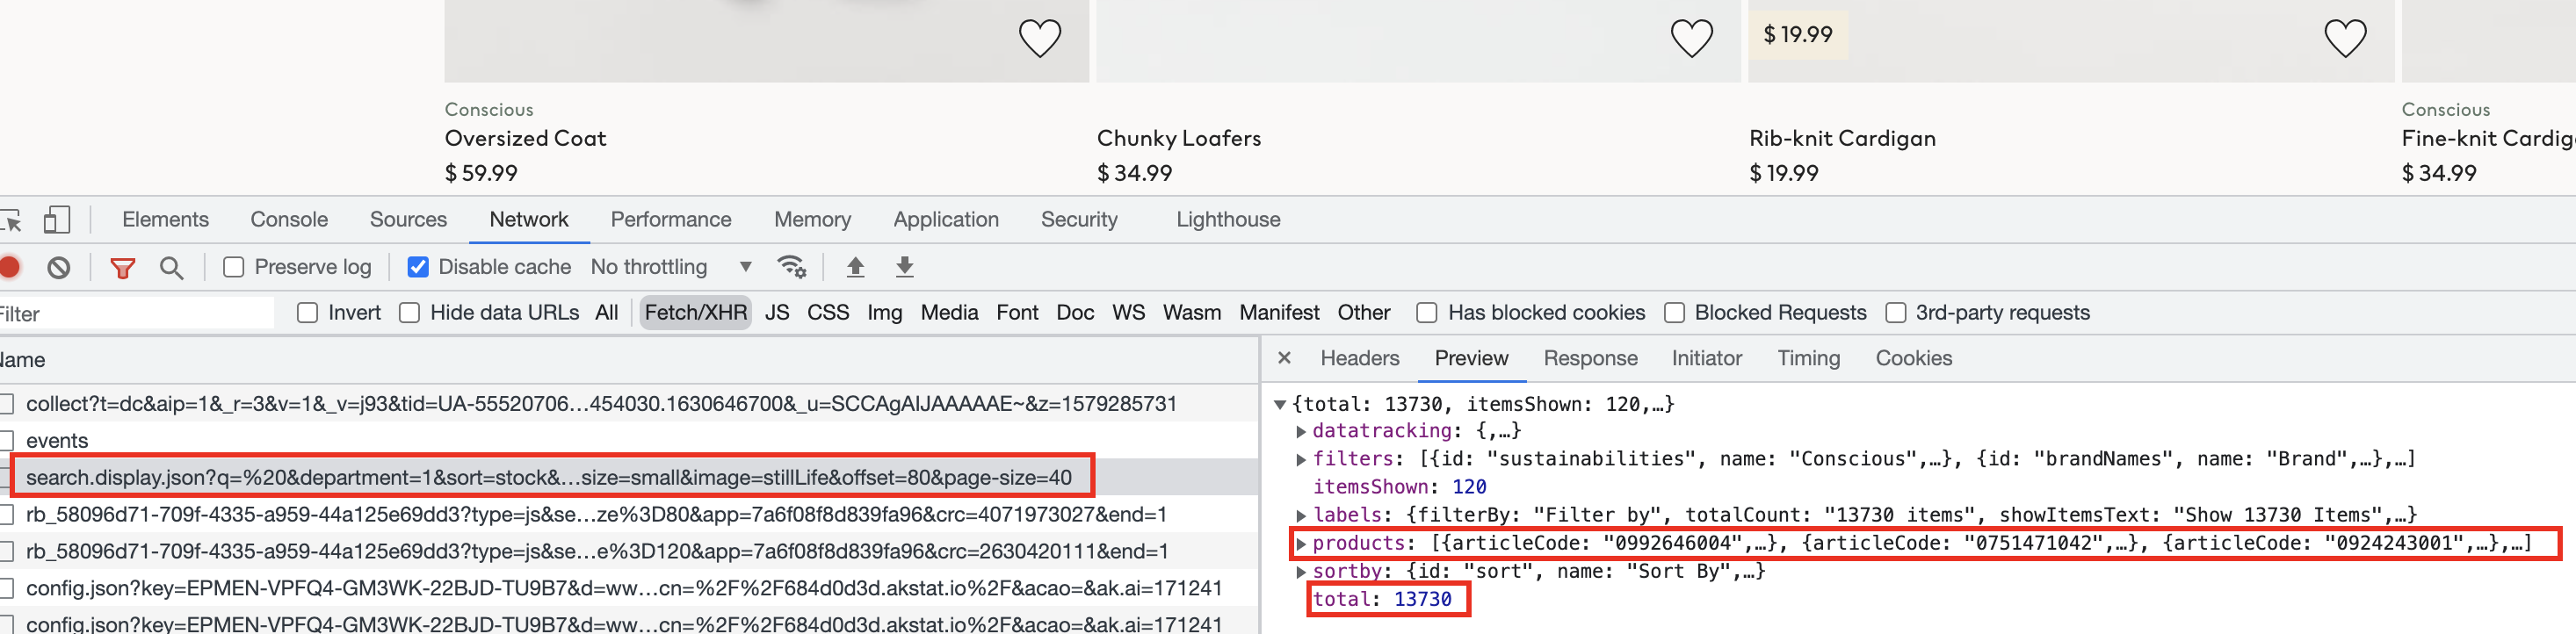 $ 19.99
Conscious
Conscious
Oversized Coat
Chunky Loafers
Rib-knit Cardigan
Fine-knit Cardig
$ 59.99
$ 34.99
$ 19.99
$ 34.99
Elements Console Sources Network Performance Memory Application Security Lighthouse
Preserve log Disable cache No throttling
Filter Invert Hide data URLs All Fetch/XHR JS CSS Img Media Font Doc WS Wasm Manifest Other Has blocked cookies Blocked Requests 3rd-party requests
Name
collect?t=dc&aip=1&_r=3&v=1&_v=j93&tid=UA-55520706…454030.1630646700&_u=SCCAgAIJAAAAAE~&z=1579285731
events
search.display.json?q=%20&department=1&sort=stock&…size=small&image=stillLife&offset=80&page-size=40
rb_58096d71-709f-4335-a959-44a125e69dd3?type=js&se…ze%3D80&app=7a6f08f8d839fa96&crc=4071973027&end=1
rb_58096d71-709f-4335-a959-44a125e69dd3?type=js&se…e%3D120&app=7a6f08f8d839fa96&crc=2630420111&end=1
config.json?key=EPMEN-VPFQ4-GM3WK-22BJD-TU9B7&d=ww…cn=%2F%2F684d0d3d.akstat.io%2F&acao=&ak.ai=171241
config.json?key=EPMEN-VPFQ4-GM3WK-22BJD-TU9B7&d=ww…cn=%2F%2F684d0d3d.akstat.io%2F&acao=&ak.ai=171241
× Headers Preview Response Initiator Timing Cookies
{total: 13730, itemsShown: 120,…}
datatracking: {,…}
filters: [{id: "sustainabilities", name: "Conscious",…}, {id: "brandNames", name: "Brand",…},…]
itemsShown: 120
labels: {filterBy: "Filter by", totalCount: "13730 items", showItemsText: "Show 13730 Items",…}
products: [{articleCode: "0992646004",…}, {articleCode: "0751471042",…}, {articleCode: "0924243001",…},…]
sortby: {id: "sort", name: "Sort By",…}
total: 13730